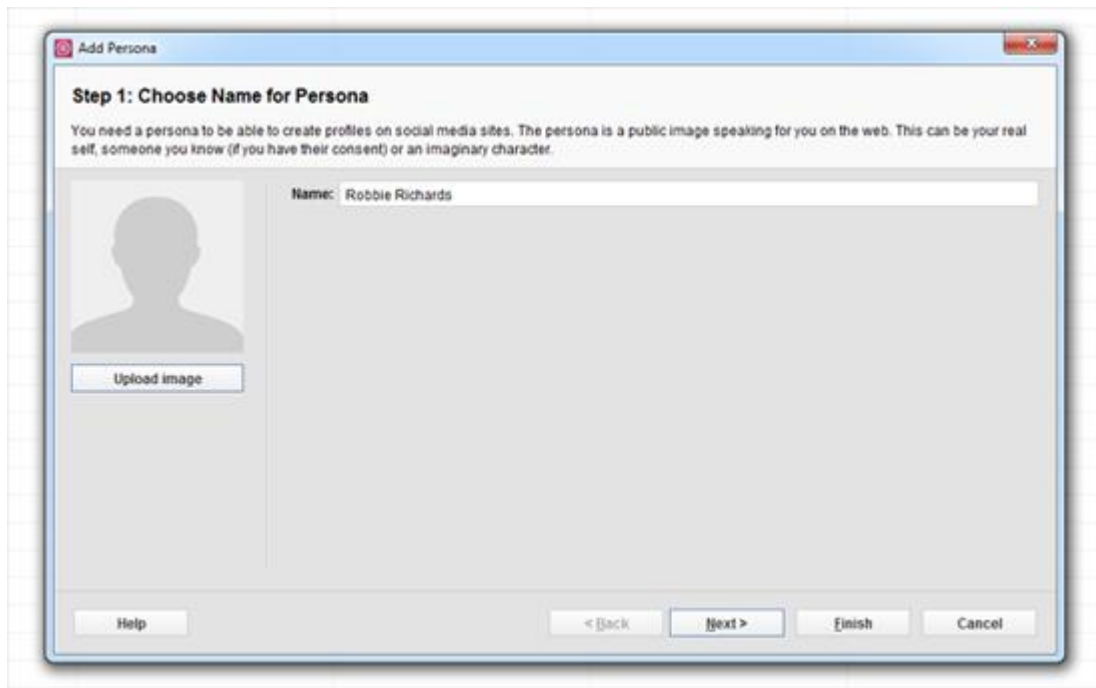 Add Persona
Step 1: Choose Name for Persona
You need a persona to be able to create profiles on social media sites. The persona is a public image speaking for you on the web. This can be your real
self, someone you know (if you have their consent) or an imaginary character.
Name: Robbie Richards
Upload image
Help < Back Next > Finish Cancel